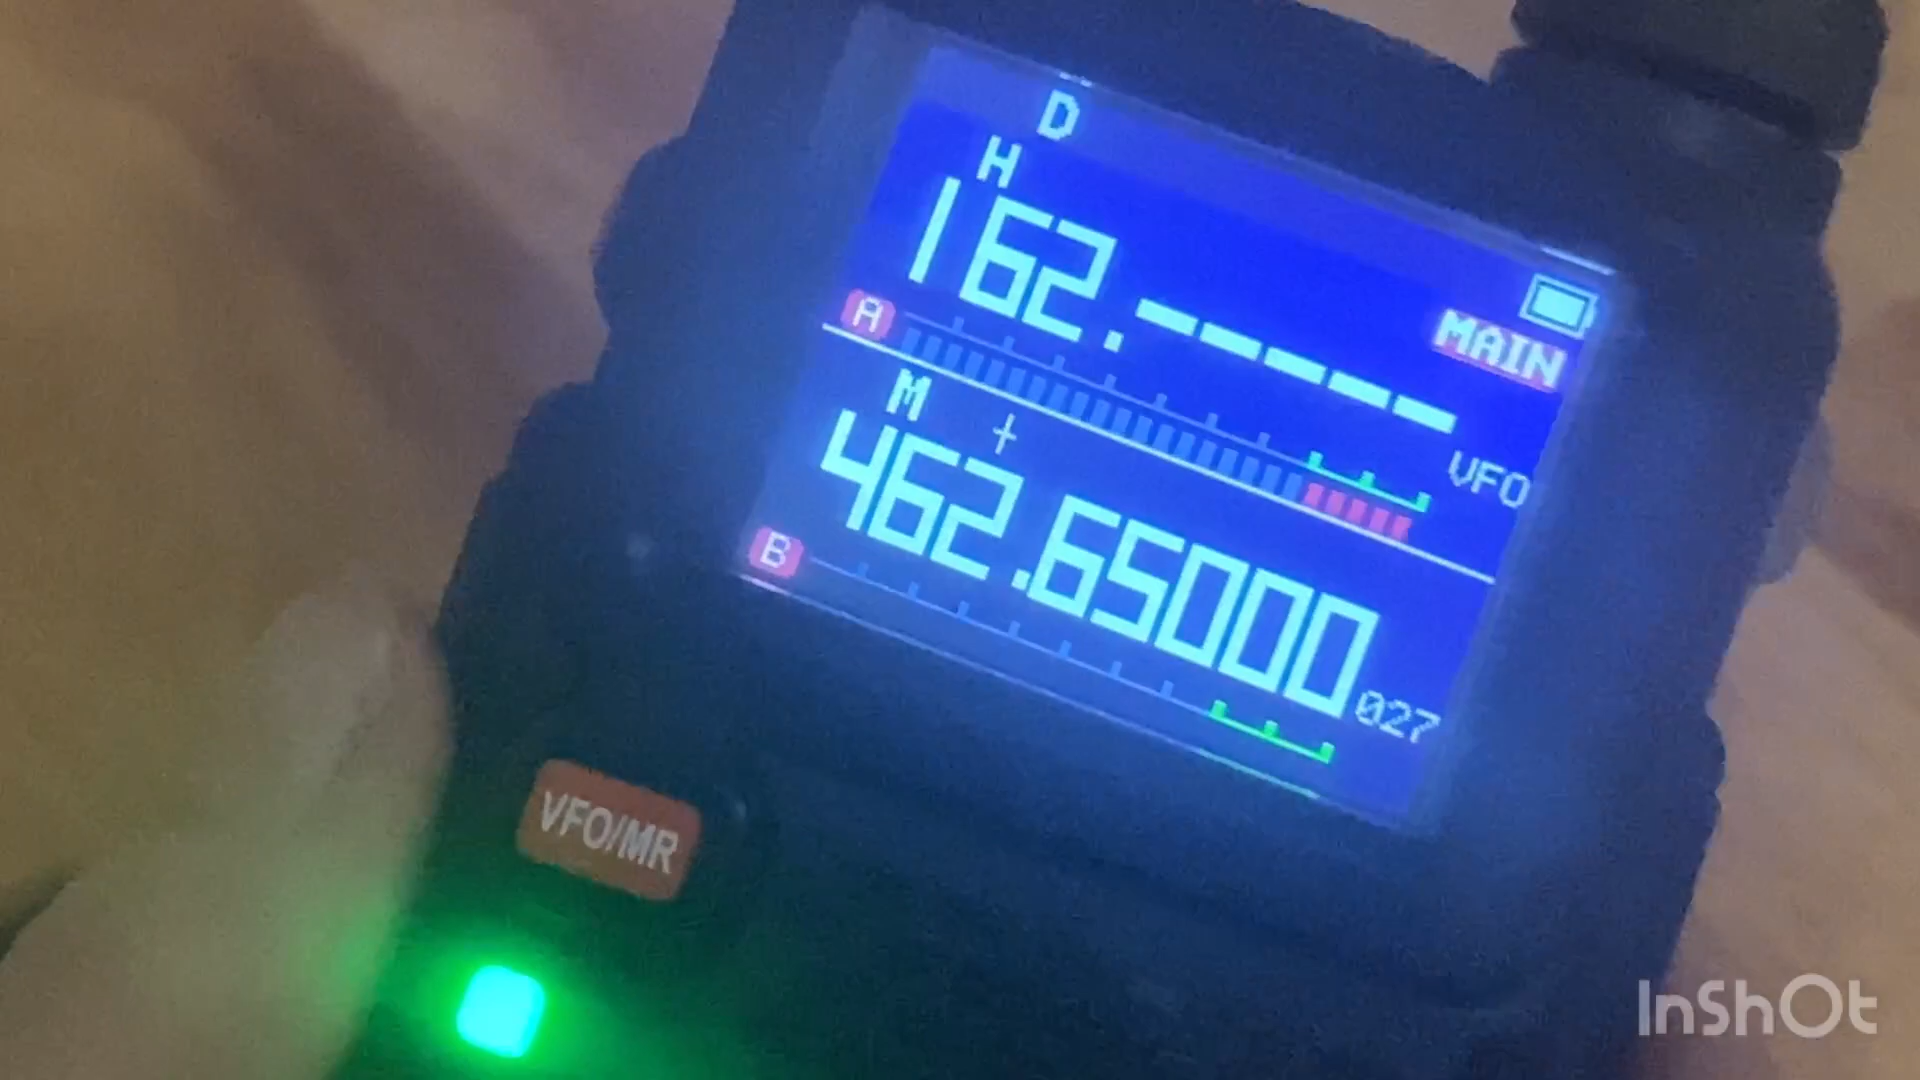 D
H
162.-----
MAIN
A
VFO
M +
462.65000
027
B
VFO/MR
InShOt